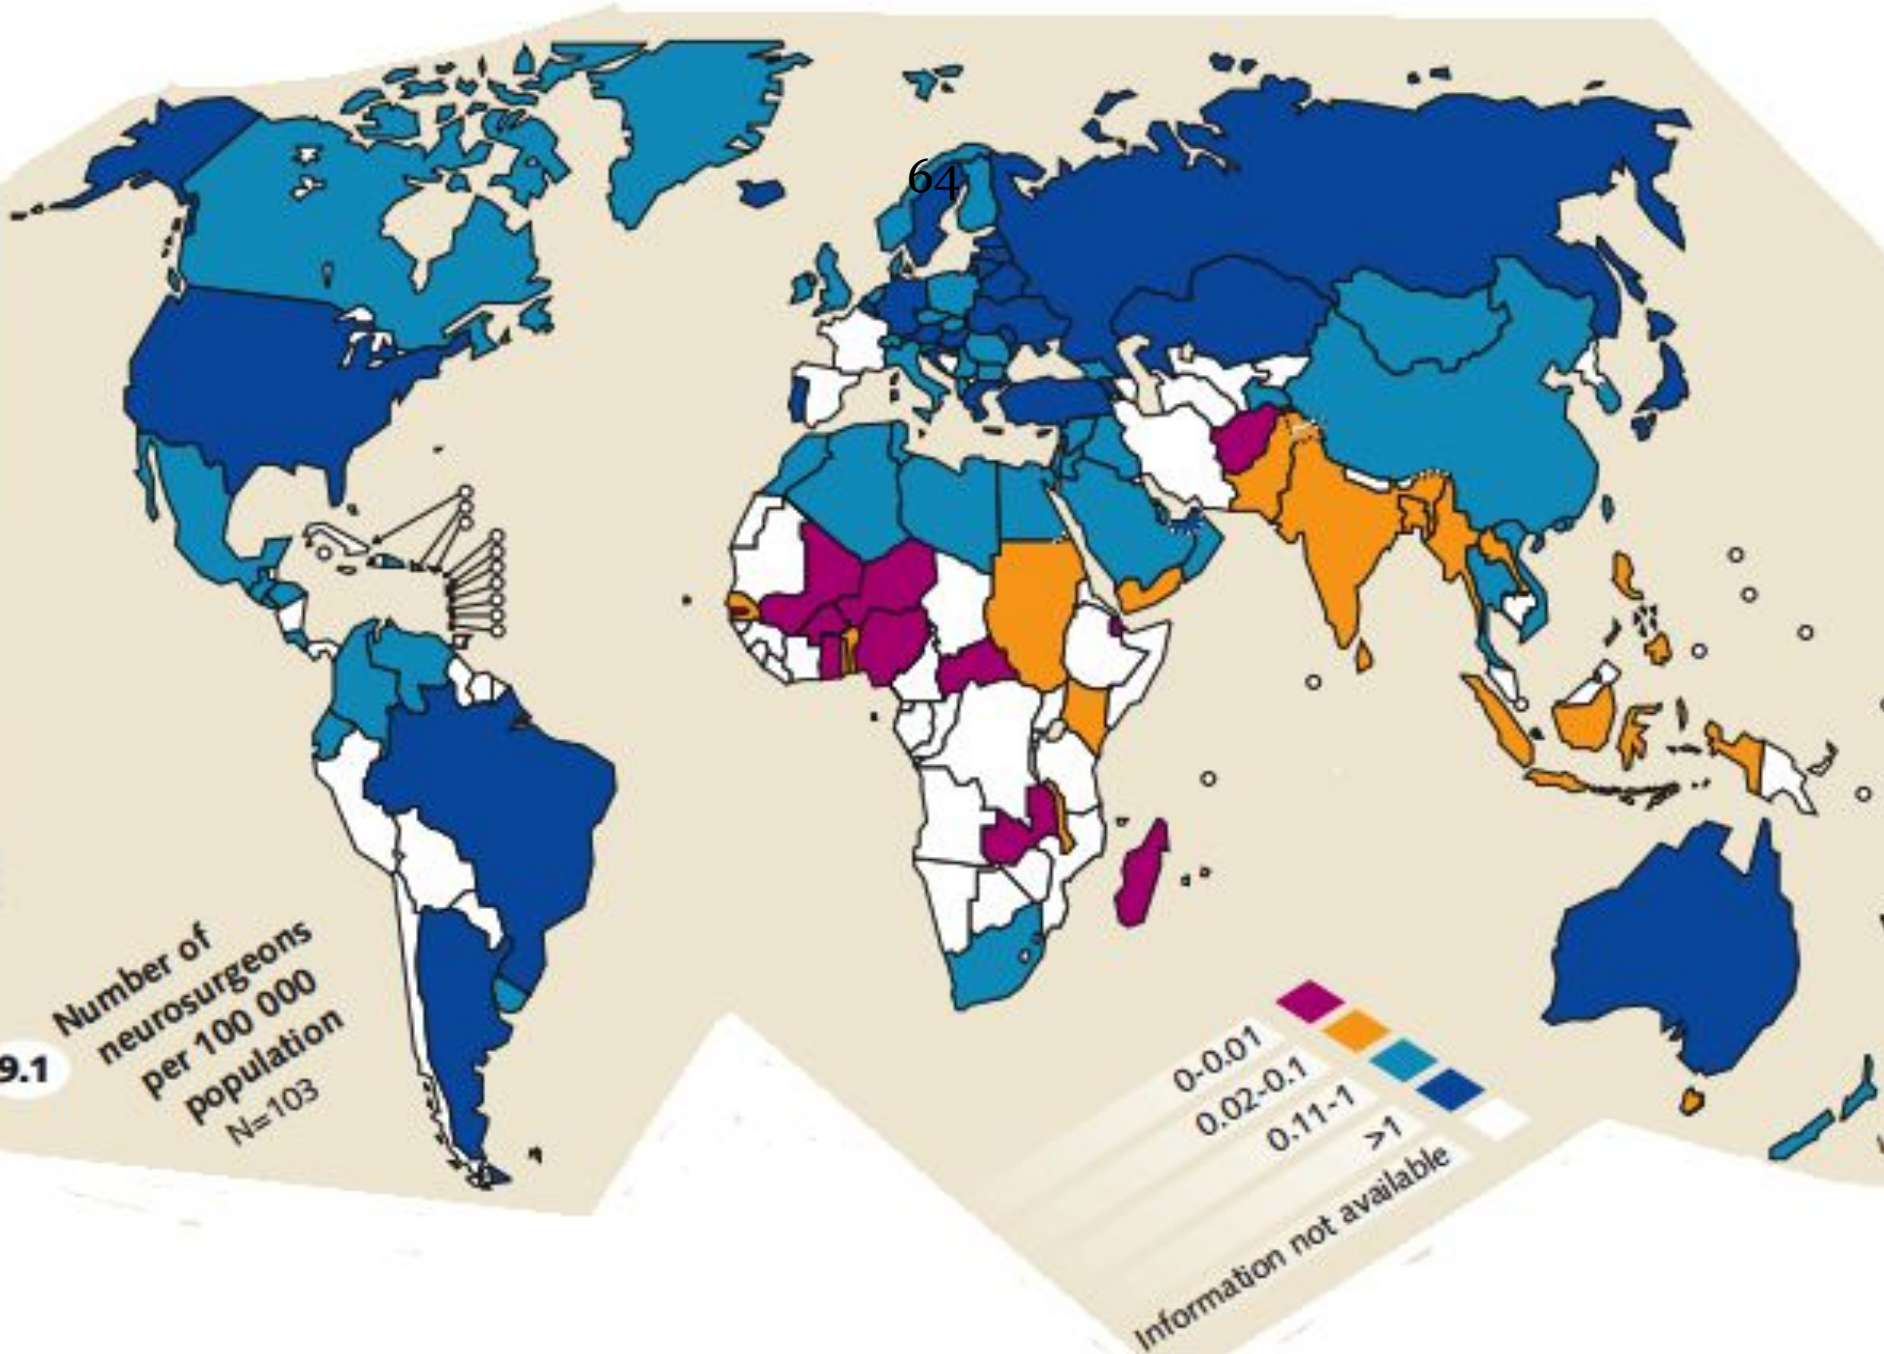 64
9.1
Number of
neurosurgeons
per 100 000
population
N=103
0-0.01
0.02-0.1
0.11-1
>1
Information not available